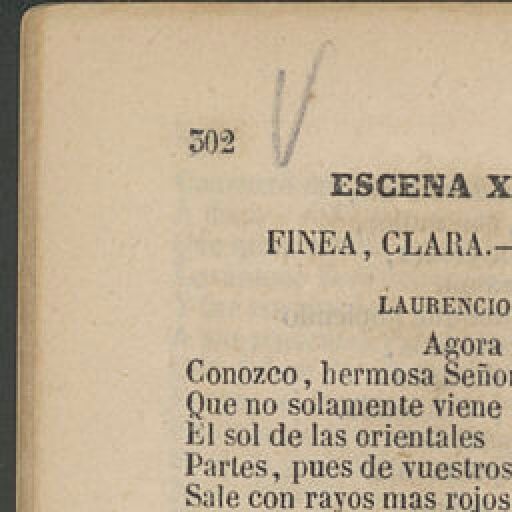 302
ESCENA X
FINEA, CLARA.—
LAURENCIO
Agora
Conozco, hermosa Señor
Que no solamente viene
El sol de las orientales
Partes, pues de vuestros
Sale con rayos mas rojos